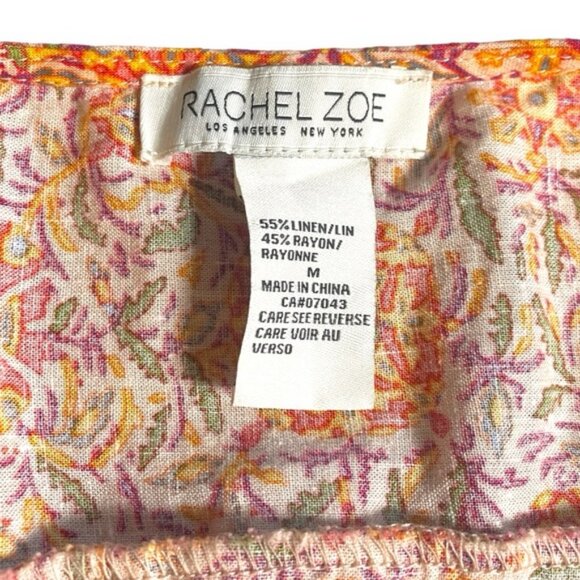 RACHEL ZOE
LOS ANGELES NEW YORK
55% LINEN/LIN
45% RAYON/
RAYONNE
M
MADE IN CHINA
CA#07043
CARE SEE REVERSE
CARE VOIR AU
VERSO